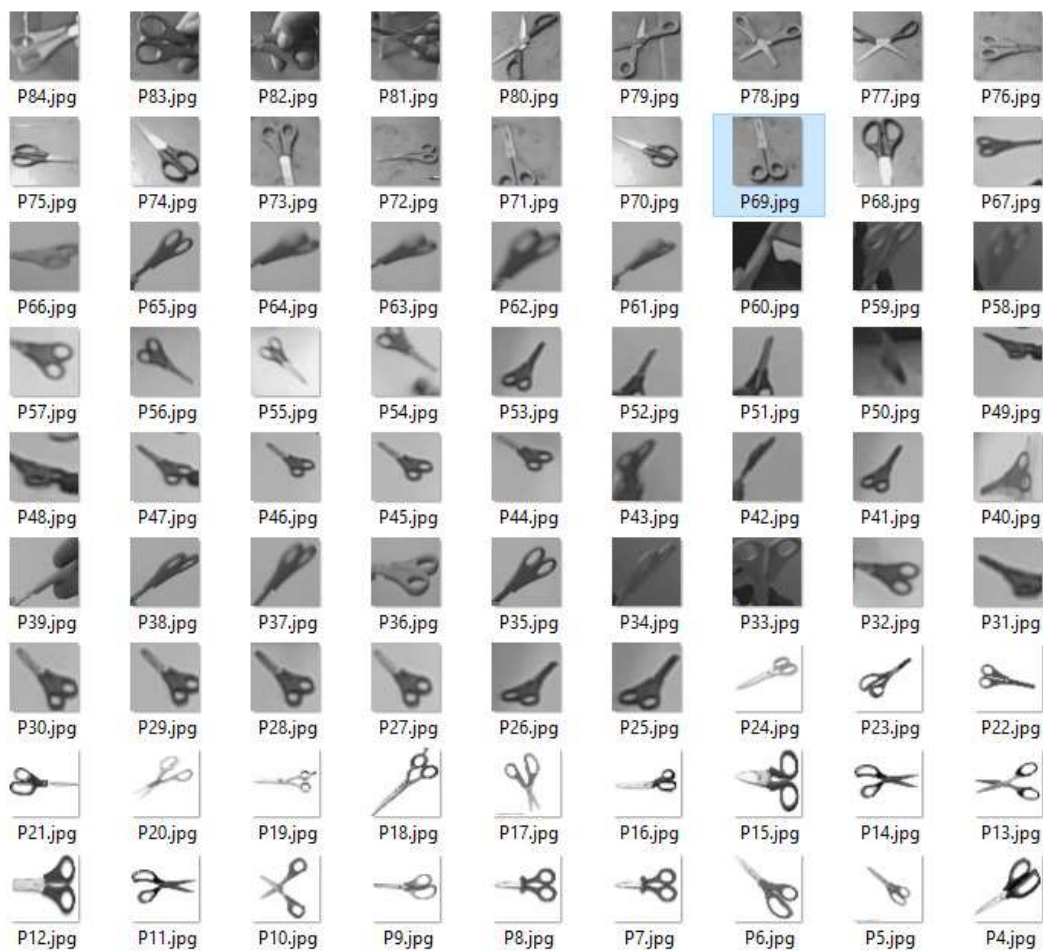 P84.jpg P83.jpg P82.jpg P81.jpg P80.jpg P79.jpg P78.jpg P77.jpg P76.jpg
P75.jpg P74.jpg P73.jpg P72.jpg P71.jpg P70.jpg P69.jpg P68.jpg P67.jpg
P66.jpg P65.jpg P64.jpg P63.jpg P62.jpg P61.jpg P60.jpg P59.jpg P58.jpg
P57.jpg P56.jpg P55.jpg P54.jpg P53.jpg P52.jpg P51.jpg P50.jpg P49.jpg
P48.jpg P47.jpg P46.jpg P45.jpg P44.jpg P43.jpg P42.jpg P41.jpg P40.jpg
P39.jpg P38.jpg P37.jpg P36.jpg P35.jpg P34.jpg P33.jpg P32.jpg P31.jpg
P30.jpg P29.jpg P28.jpg P27.jpg P26.jpg P25.jpg P24.jpg P23.jpg P22.jpg
P21.jpg P20.jpg P19.jpg P18.jpg P17.jpg P16.jpg P15.jpg P14.jpg P13.jpg
P12.jpg P11.jpg P10.jpg P9.jpg P8.jpg P7.jpg P6.jpg P5.jpg P4.jpg